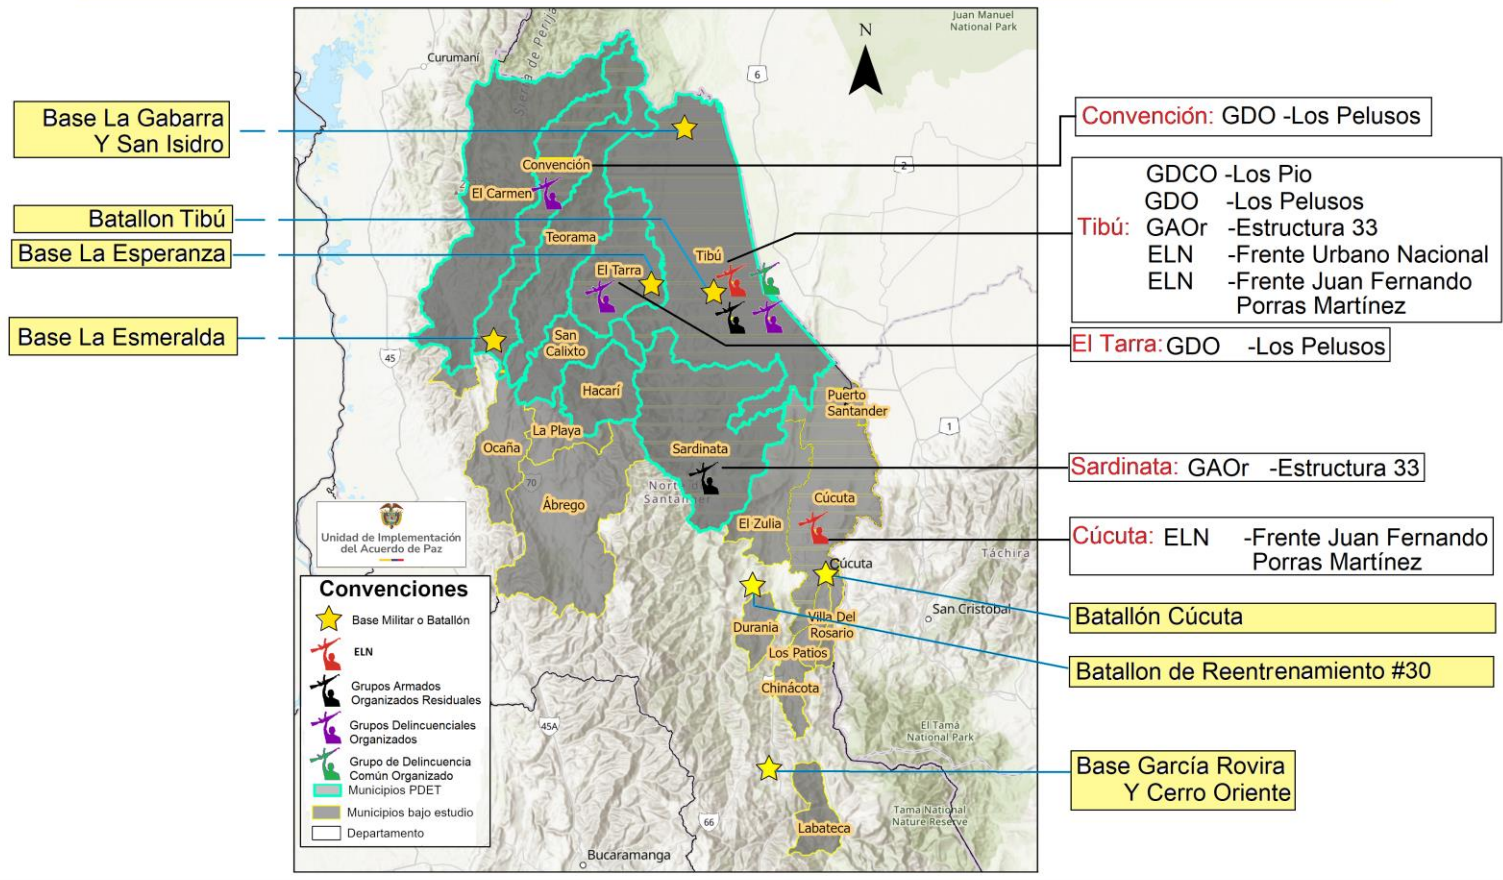 Base La Gabarra
Y San Isidro
Batallon Tibú
Base La Esperanza
Base La Esmeralda
Juan Manuel
National Park
N
Curumaní
Sierra de Perijá
6
2
Convención
El Carmen
Teorama
El Tarra
Tibú
San
Calixto
Hacarí
45
Puerto
Santander
1
La Playa
Ocaña
Sardinata
70
Norte de
Santander
Ábrego
Cúcuta
El Zulia
Cúcuta
Táchira
San Cristobal
Durania
Villa Del
Rosario
Los Patios
Chinácota
El Tamá
National Park
45A
Tama National
Nature Reserve
66
Labateca
Bucaramanga
Unidad de Implementación
del Acuerdo de Paz
Convenciones
Base Militar o Batallón
ELN
Grupos Armados
Organizados Residuales
Grupos Delincuenciales
Organizados
Grupo de Delincuencia
Común Organizado
Municipios PDET
Municipios bajo estudio
Departamento
Convención: GDO -Los Pelusos
GDCO -Los Pio
GDO -Los Pelusos
Tibú: GAOr -Estructura 33
ELN -Frente Urbano Nacional
ELN -Frente Juan Fernando
Porras Martínez
El Tarra: GDO -Los Pelusos
Sardinata: GAOr -Estructura 33
Cúcuta: ELN -Frente Juan Fernando
Porras Martínez
Batallón Cúcuta
Batallon de Reentrenamiento #30
Base García Rovira
Y Cerro Oriente